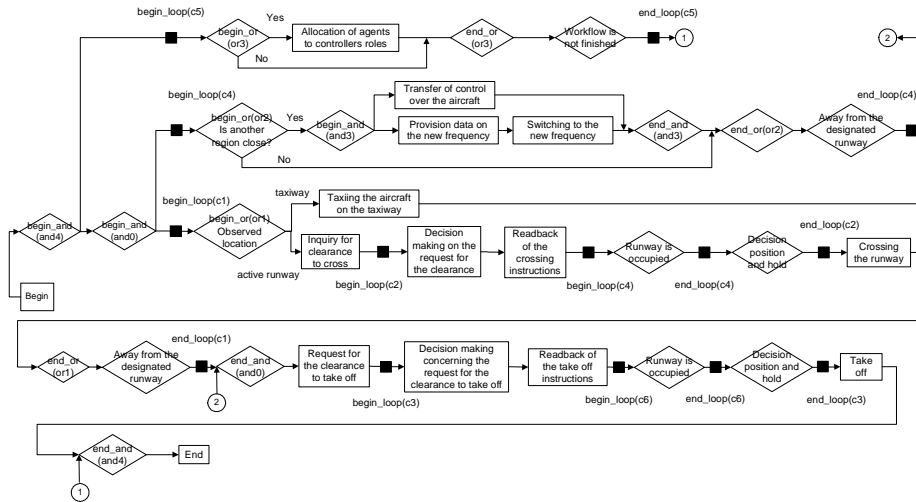 begin_loop(c5)
end_loop(c5)
begin_or
(or3)
Yes
No
Allocation of agents
to controllers roles
end_or
(or3)
Workflow is
not finished
1
2
begin_loop(c4)
end_loop(c4)
begin_or(or2)
Is another
region close?
Yes
No
begin_and
(and3)
Transfer of control
over the aircraft
Provision data on
the new frequency
Switching to the
new frequency
end_and
(and3)
end_or(or2)
Away from the
designated
runway
begin_and
(and4)
begin_and
(and0)
begin_loop(c1)
begin_or(or1)
Observed
location
taxiway
active runway
Taxiing the aircraft
on the taxiway
Inquiry for
clearance
to cross
begin_loop(c2)
Decision
making on the
request for
the clearance
Readback
of the
crossing
instructions
begin_loop(c4)
Runway is
occupied
end_loop(c4)
Decision
position
and hold
end_loop(c2)
Crossing
the runway
Begin
end_or
(or1)
Away from the
designated
runway
end_loop(c1)
end_and
(and0)
2
Request for
the clearance
to take off
begin_loop(c3)
Decision making
concerning the
request for the
clearance to take off
Readback of
the take off
instructions
begin_loop(c6)
Runway is
occupied
end_loop(c6)
Decision
position and
hold
end_loop(c3)
Take
off
end_and
(and4)
End
1